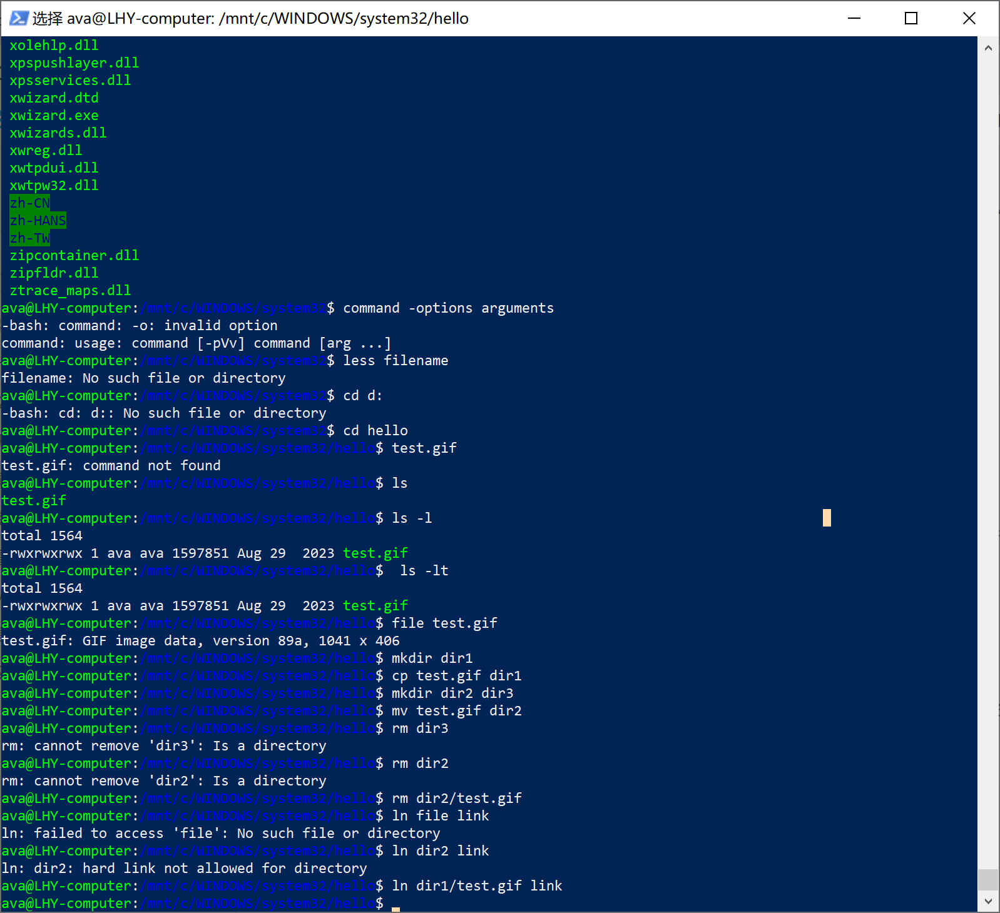 选择 ava@LHY-computer: /mnt/c/WINDOWS/system32/hello
xolehlp.dll
xpspushlayer.dll
xpsservices.dll
xwizard.dtd
xwizard.exe
xwizards.dll
xwreg.dll
xwtpdui.dll
xwtpw32.dll
zh-CN
zh-HANS
zh-TW
zipcontainer.dll
zipfldr.dll
ztrace_maps.dll
ava@LHY-computer:/mnt/c/WINDOWS/system32$ command -options arguments
-bash: command: -o: invalid option
command: usage: command [-pVv] command [arg ...]
ava@LHY-computer:/mnt/c/WINDOWS/system32$ less filename
filename: No such file or directory
ava@LHY-computer:/mnt/c/WINDOWS/system32$ cd d:
-bash: cd: d:: No such file or directory
ava@LHY-computer:/mnt/c/WINDOWS/system32$ cd hello
ava@LHY-computer:/mnt/c/WINDOWS/system32/hello$ test.gif
test.gif: command not found
ava@LHY-computer:/mnt/c/WINDOWS/system32/hello$ ls
test.gif
ava@LHY-computer:/mnt/c/WINDOWS/system32/hello$ ls -l
total 1564
-rwxrwxrwx 1 ava ava 1597851 Aug 29  2023 test.gif
ava@LHY-computer:/mnt/c/WINDOWS/system32/hello$  ls -lt
total 1564
-rwxrwxrwx 1 ava ava 1597851 Aug 29  2023 test.gif
ava@LHY-computer:/mnt/c/WINDOWS/system32/hello$ file test.gif
test.gif: GIF image data, version 89a, 1041 x 406
ava@LHY-computer:/mnt/c/WINDOWS/system32/hello$ mkdir dir1
ava@LHY-computer:/mnt/c/WINDOWS/system32/hello$ cp test.gif dir1
ava@LHY-computer:/mnt/c/WINDOWS/system32/hello$ mkdir dir2 dir3
ava@LHY-computer:/mnt/c/WINDOWS/system32/hello$ mv test.gif dir2
ava@LHY-computer:/mnt/c/WINDOWS/system32/hello$ rm dir3
rm: cannot remove 'dir3': Is a directory
ava@LHY-computer:/mnt/c/WINDOWS/system32/hello$ rm dir2
rm: cannot remove 'dir2': Is a directory
ava@LHY-computer:/mnt/c/WINDOWS/system32/hello$ rm dir2/test.gif
ava@LHY-computer:/mnt/c/WINDOWS/system32/hello$ ln file link
ln: failed to access 'file': No such file or directory
ava@LHY-computer:/mnt/c/WINDOWS/system32/hello$ ln dir2 link
ln: dir2: hard link not allowed for directory
ava@LHY-computer:/mnt/c/WINDOWS/system32/hello$ ln dir1/test.gif link
ava@LHY-computer:/mnt/c/WINDOWS/system32/hello$